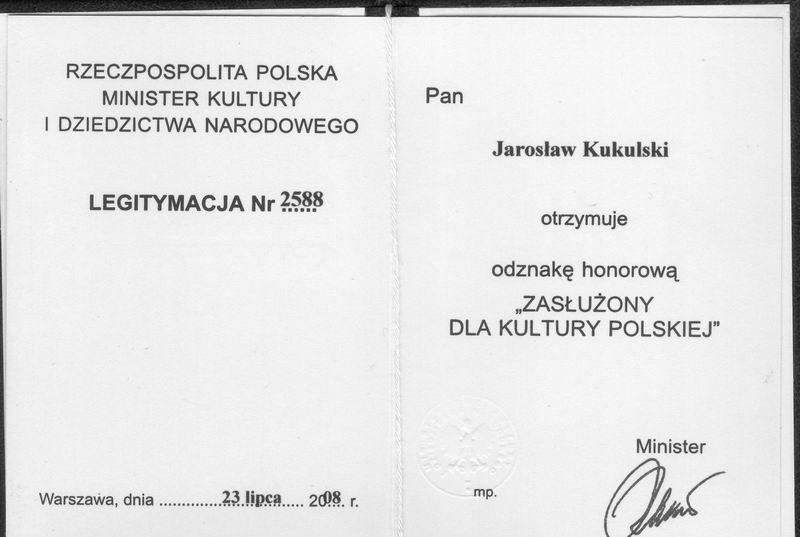 RZECZPOSPOLITA POLSKA
MINISTER KULTURY
I DZIEDZICTWA NARODOWEGO
LEGITYMACJA Nr 2588
Warszawa, dnia .................23 lipca..... 2008.... r.
Pan
Jarosław Kukulski
otrzymuje
odznakę honorową
„ZASŁUŻONY
DLA KULTURY POLSKIEJ”
Minister
mp.